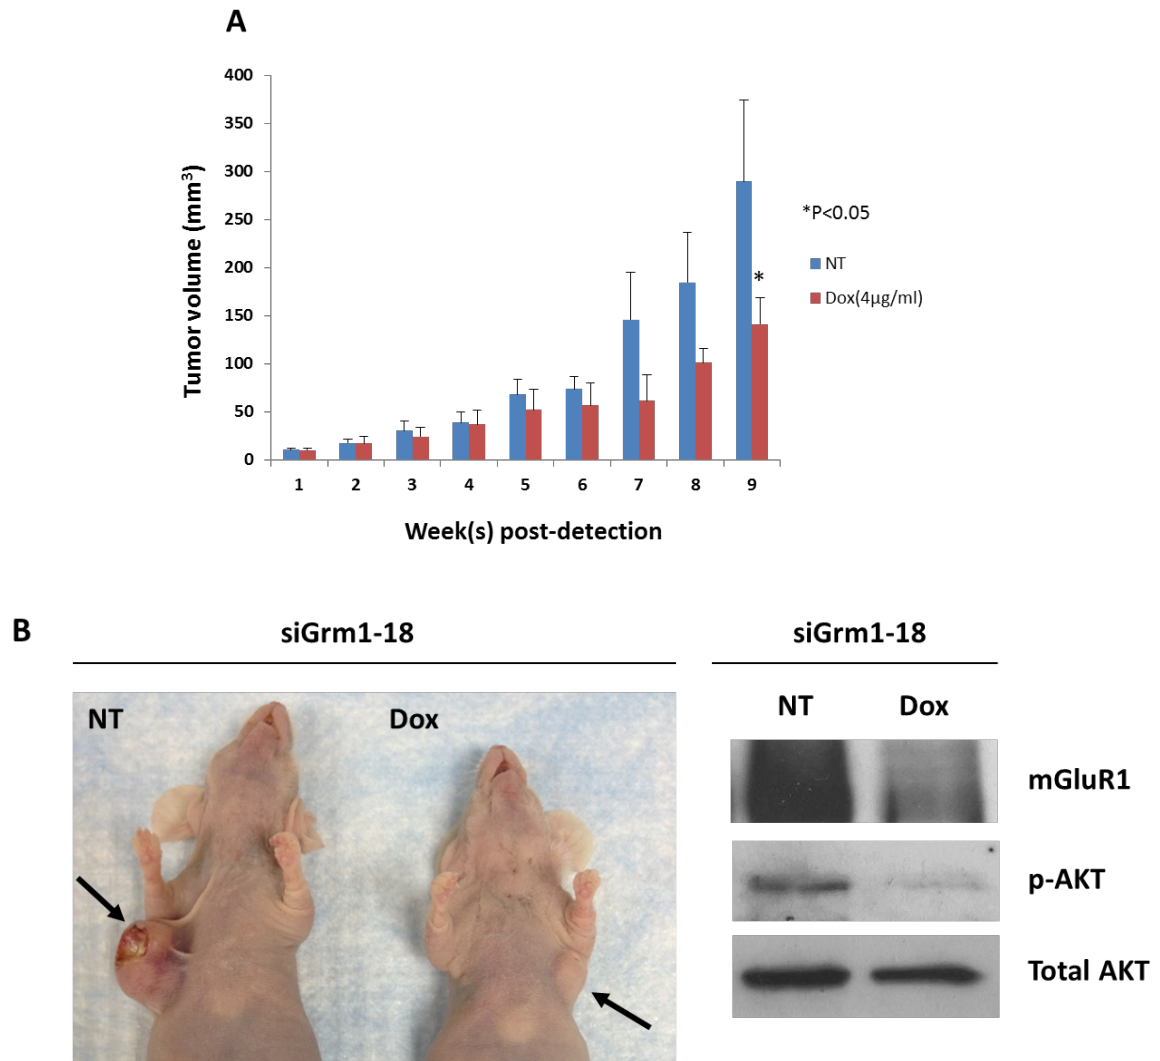 A
400
350
300
250
200
150
100
50
0
Tumor volume (mm³)
1 2 3 4 5 6 7 8 9
Week(s) post-detection
*P<0.05
NT
Dox(4μg/ml)
*
B
siGrm1-18
NT Dox
siGrm1-18
NT Dox
mGluR1
p-AKT
Total AKT